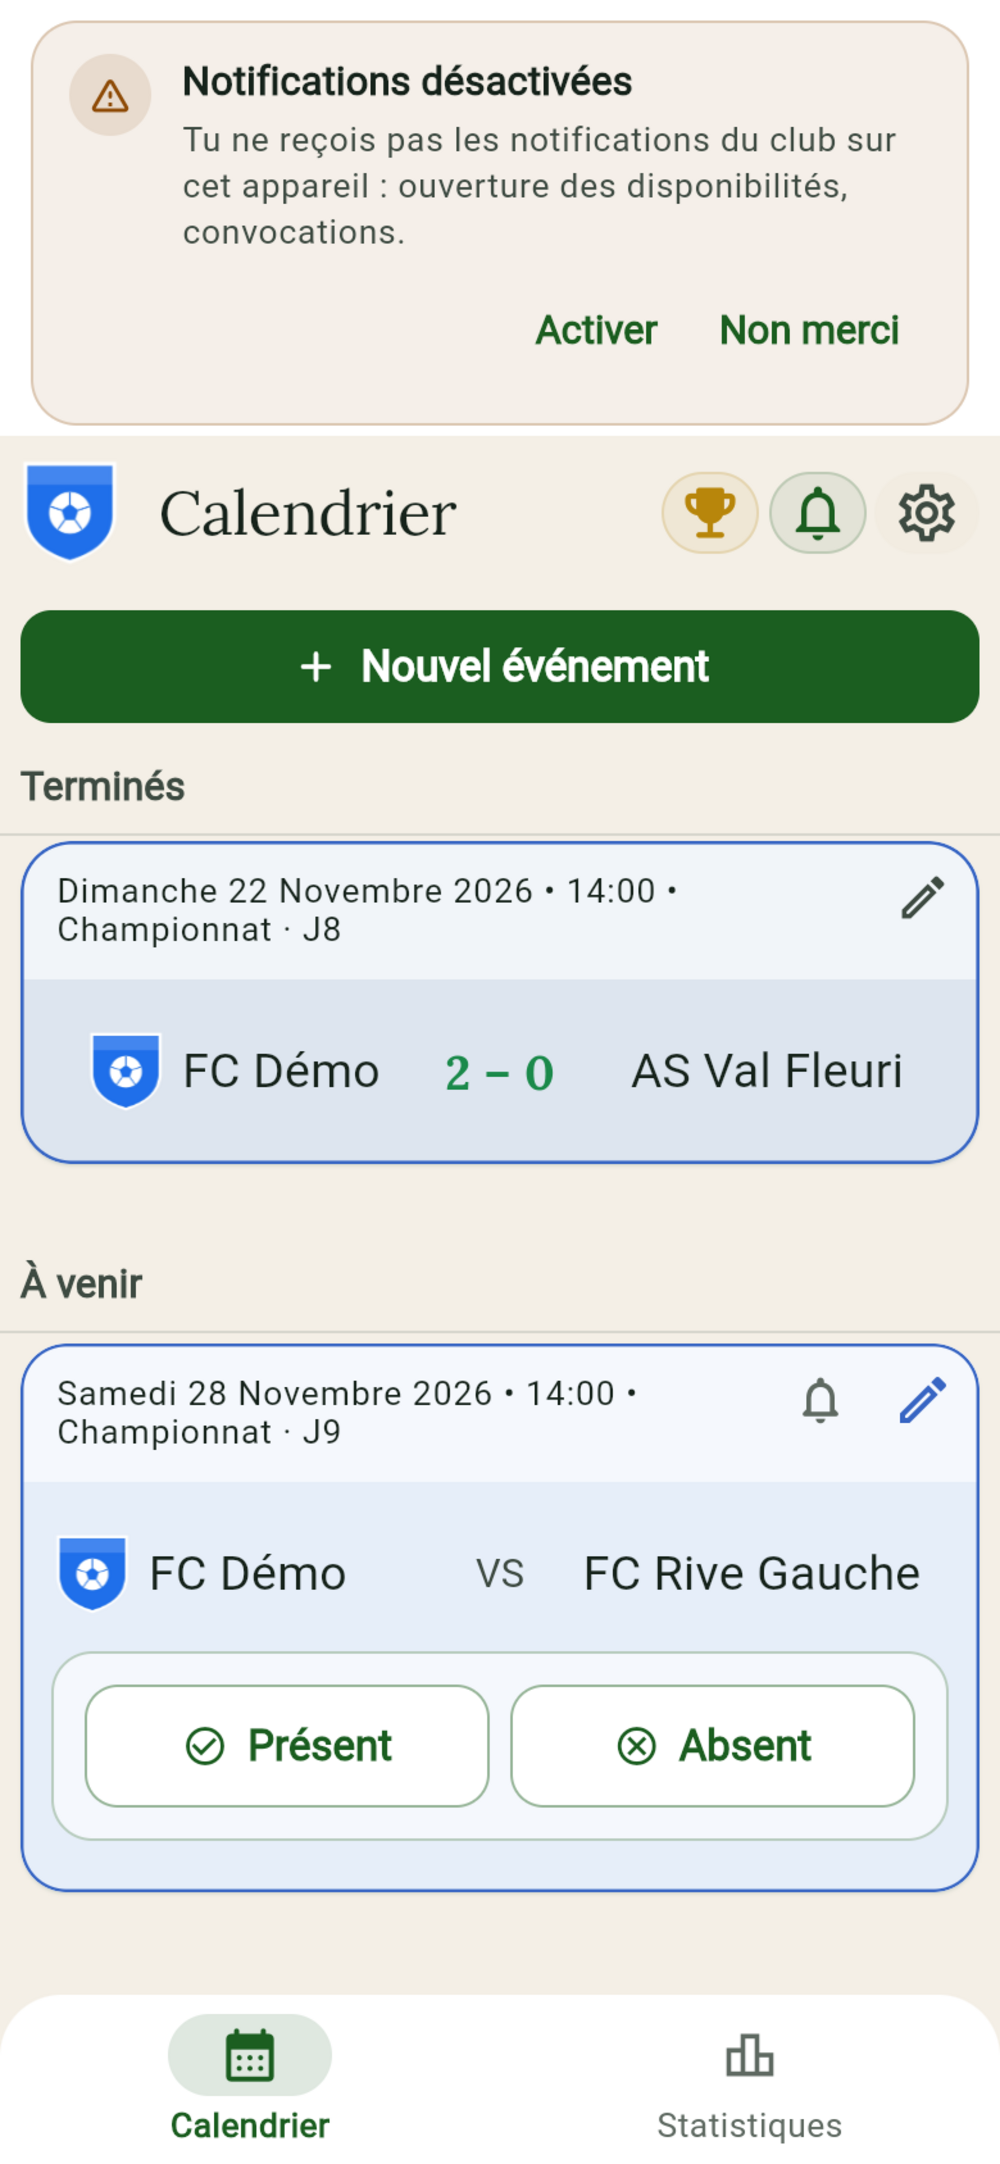 Notifications désactivées
Tu ne reçois pas les notifications du club sur
cet appareil : ouverture des disponibilités,
convocations.
Activer
Non merci
Calendrier
+ Nouvel événement
Terminés
Dimanche 22 Novembre 2026 • 14:00 •
Championnat · J8
FC Démo 2 – 0 AS Val Fleuri
À venir
Samedi 28 Novembre 2026 • 14:00 •
Championnat · J9
FC Démo VS FC Rive Gauche
Présent
Absent
Calendrier
Statistiques